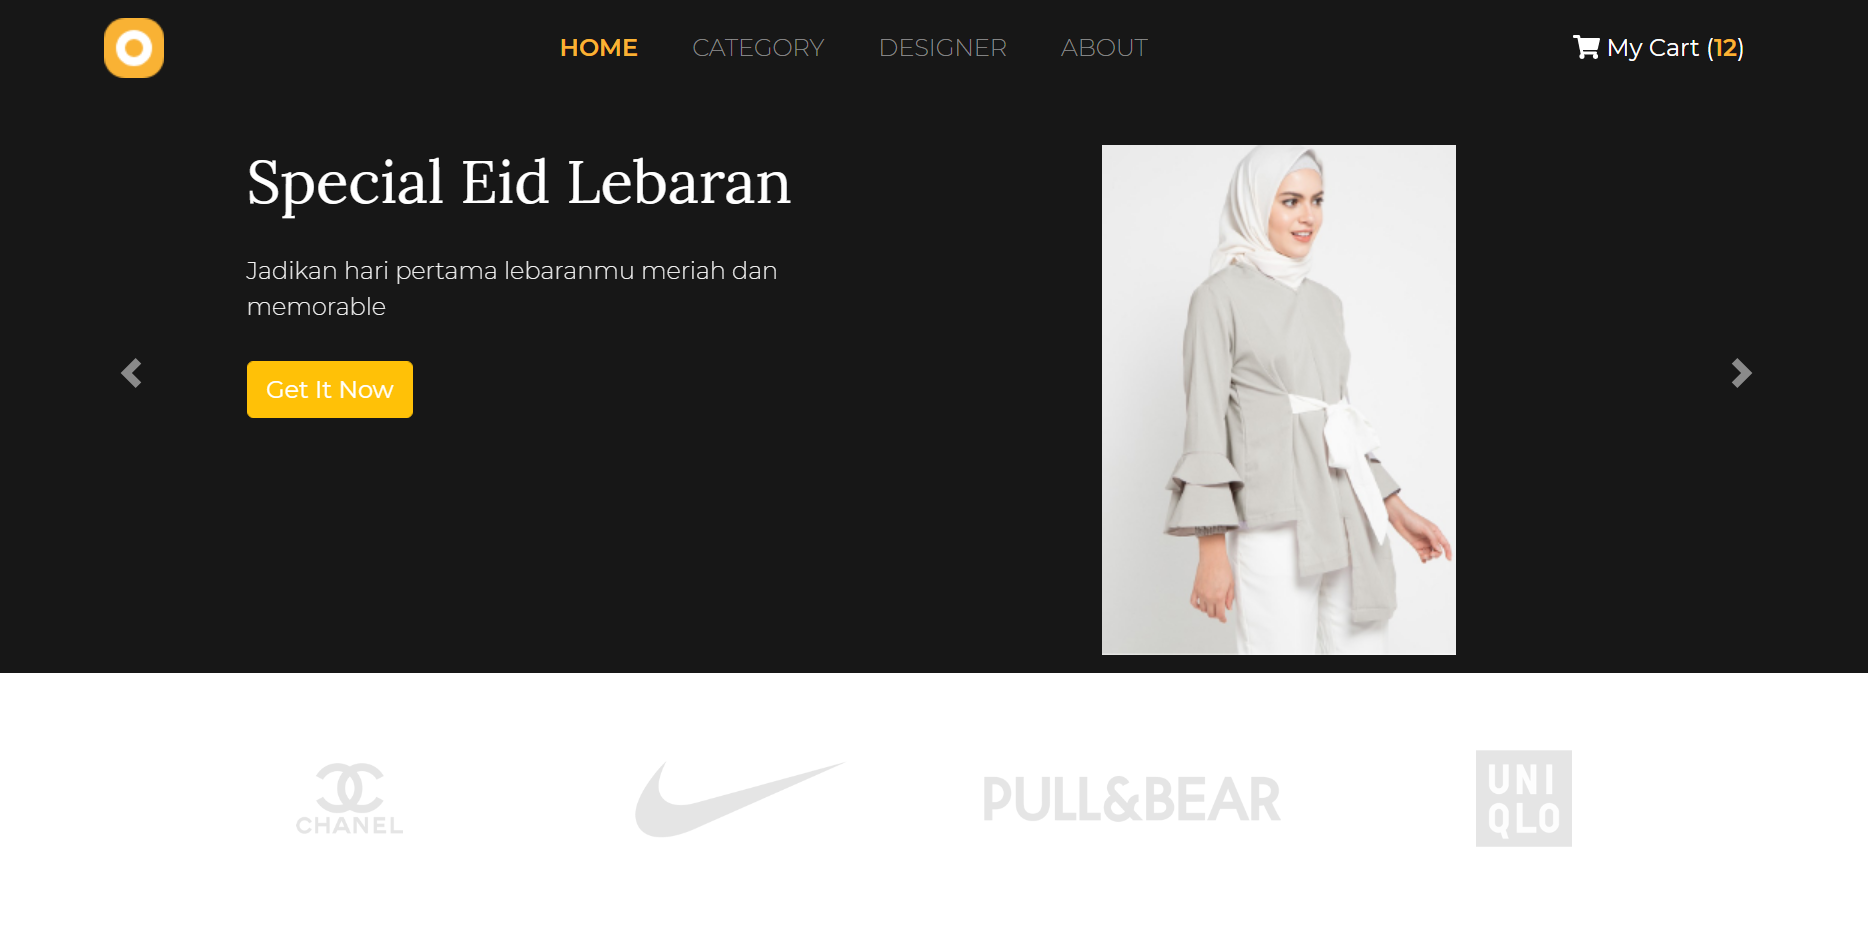 HOME CATEGORY DESIGNER ABOUT My Cart (12)
Special Eid Lebaran
Jadikan hari pertama lebaranmu meriah dan
memorable
Get It Now
CHANEL
PULL&BEAR
UNI
QLO